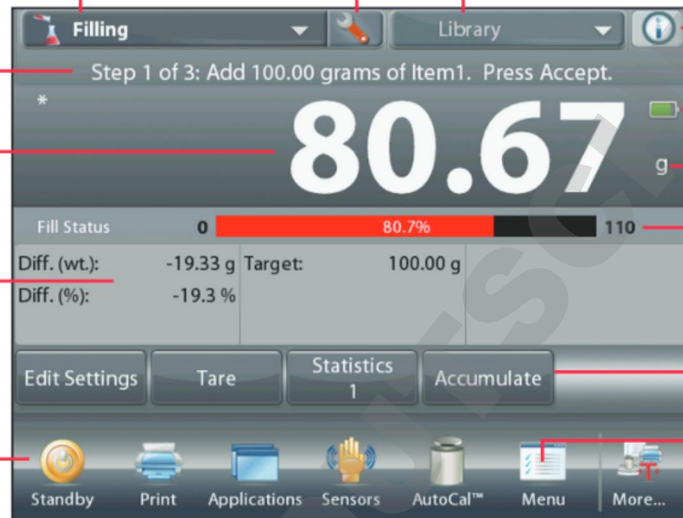 Filling
Library
Step 1 of 3: Add 100.00 grams of Item1. Press Accept.
*
80.67
g
Fill Status 0 80.7% 110
Diff. (wt.): -19.33 g Target: 100.00 g
Diff. (%): -19.3 %
Edit Settings Tare Statistics Accumulate
1
Standby Print Applications Sensors AutoCal™ Menu More...